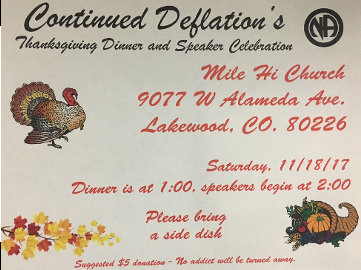 Continued Deflation's
Thanksgiving Dinner and Speaker Celebration
NA
Mile Hi Church
9077 W Alameda Ave.
Lakewood, CO. 80226
Saturday, 11/18/17
Dinner is at 1:00, speakers begin at 2:00
Please bring
a side dish
Suggested $5 donation - No addict will be turned away.